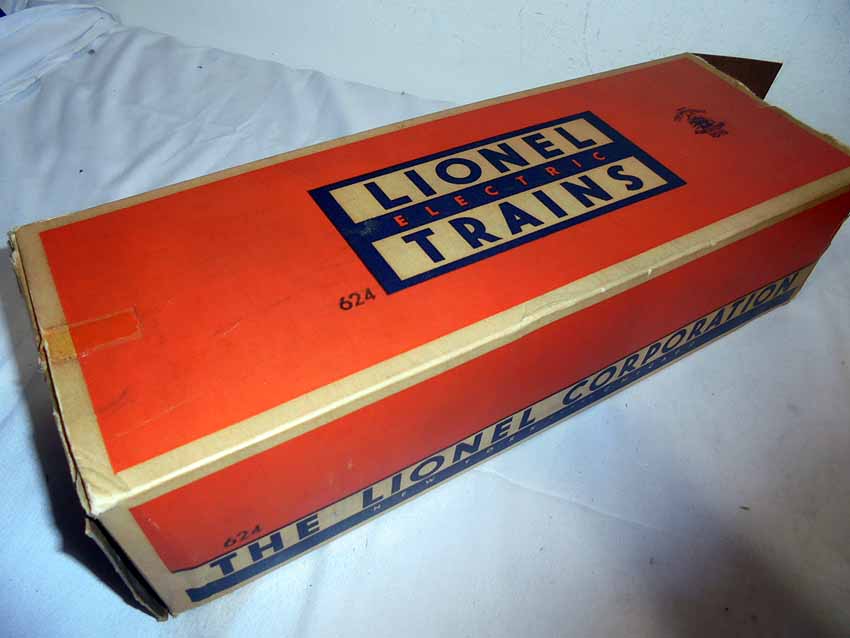 LIONEL
ELECTRIC
TRAINS
624
624
THE LIONEL CORPORATION
NEW YORK